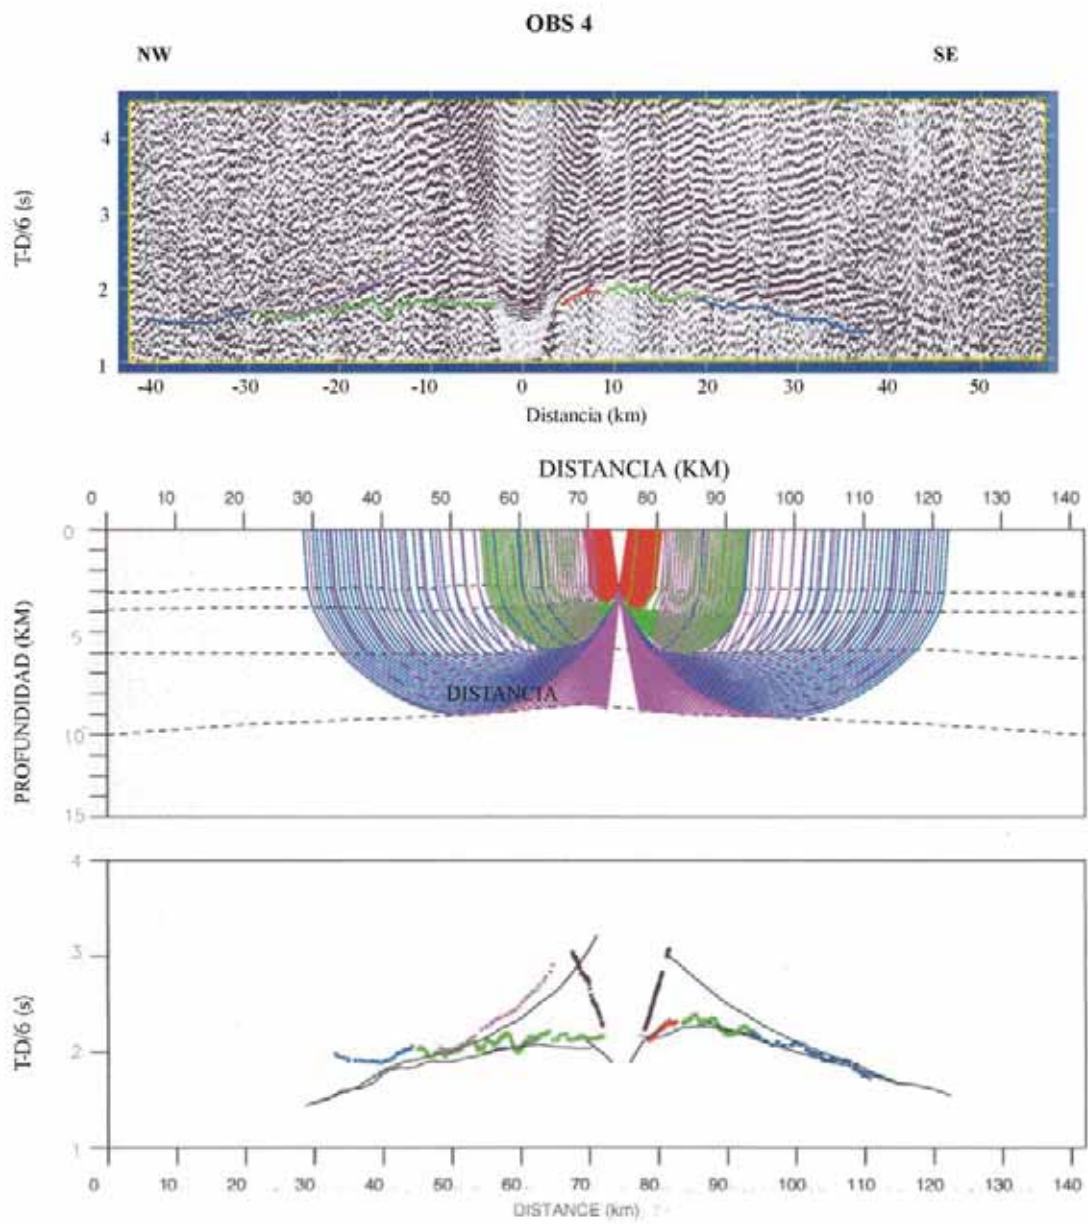 OBS 4
NW SE
T-D/6 (s)
4
3
2
1
-40 -30 -20 -10 0 10 20 30 40 50
Distancia (km)
DISTANCIA (KM)
0 10 20 30 40 50 60 70 80 90 100 110 120 130 140
PROFUNDIDAD (KM)
0
5
10
15
DISTANCIA
T-D/6 (s)
4
3
2
1
0 10 20 30 40 50 60 70 80 90 100 110 120 130 140
DISTANCE (km)